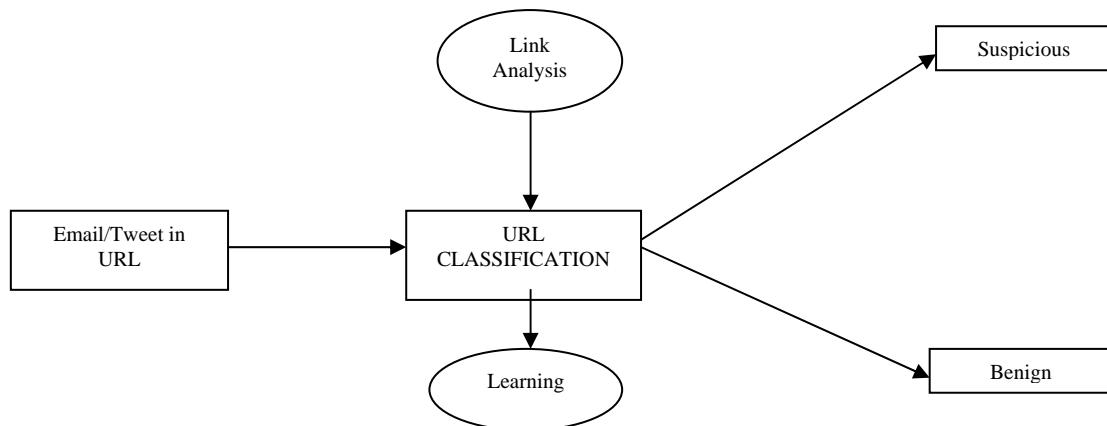 Link
Analysis
Suspicious
Email/Tweet in
URL
URL
CLASSIFICATION
Learning
Benign